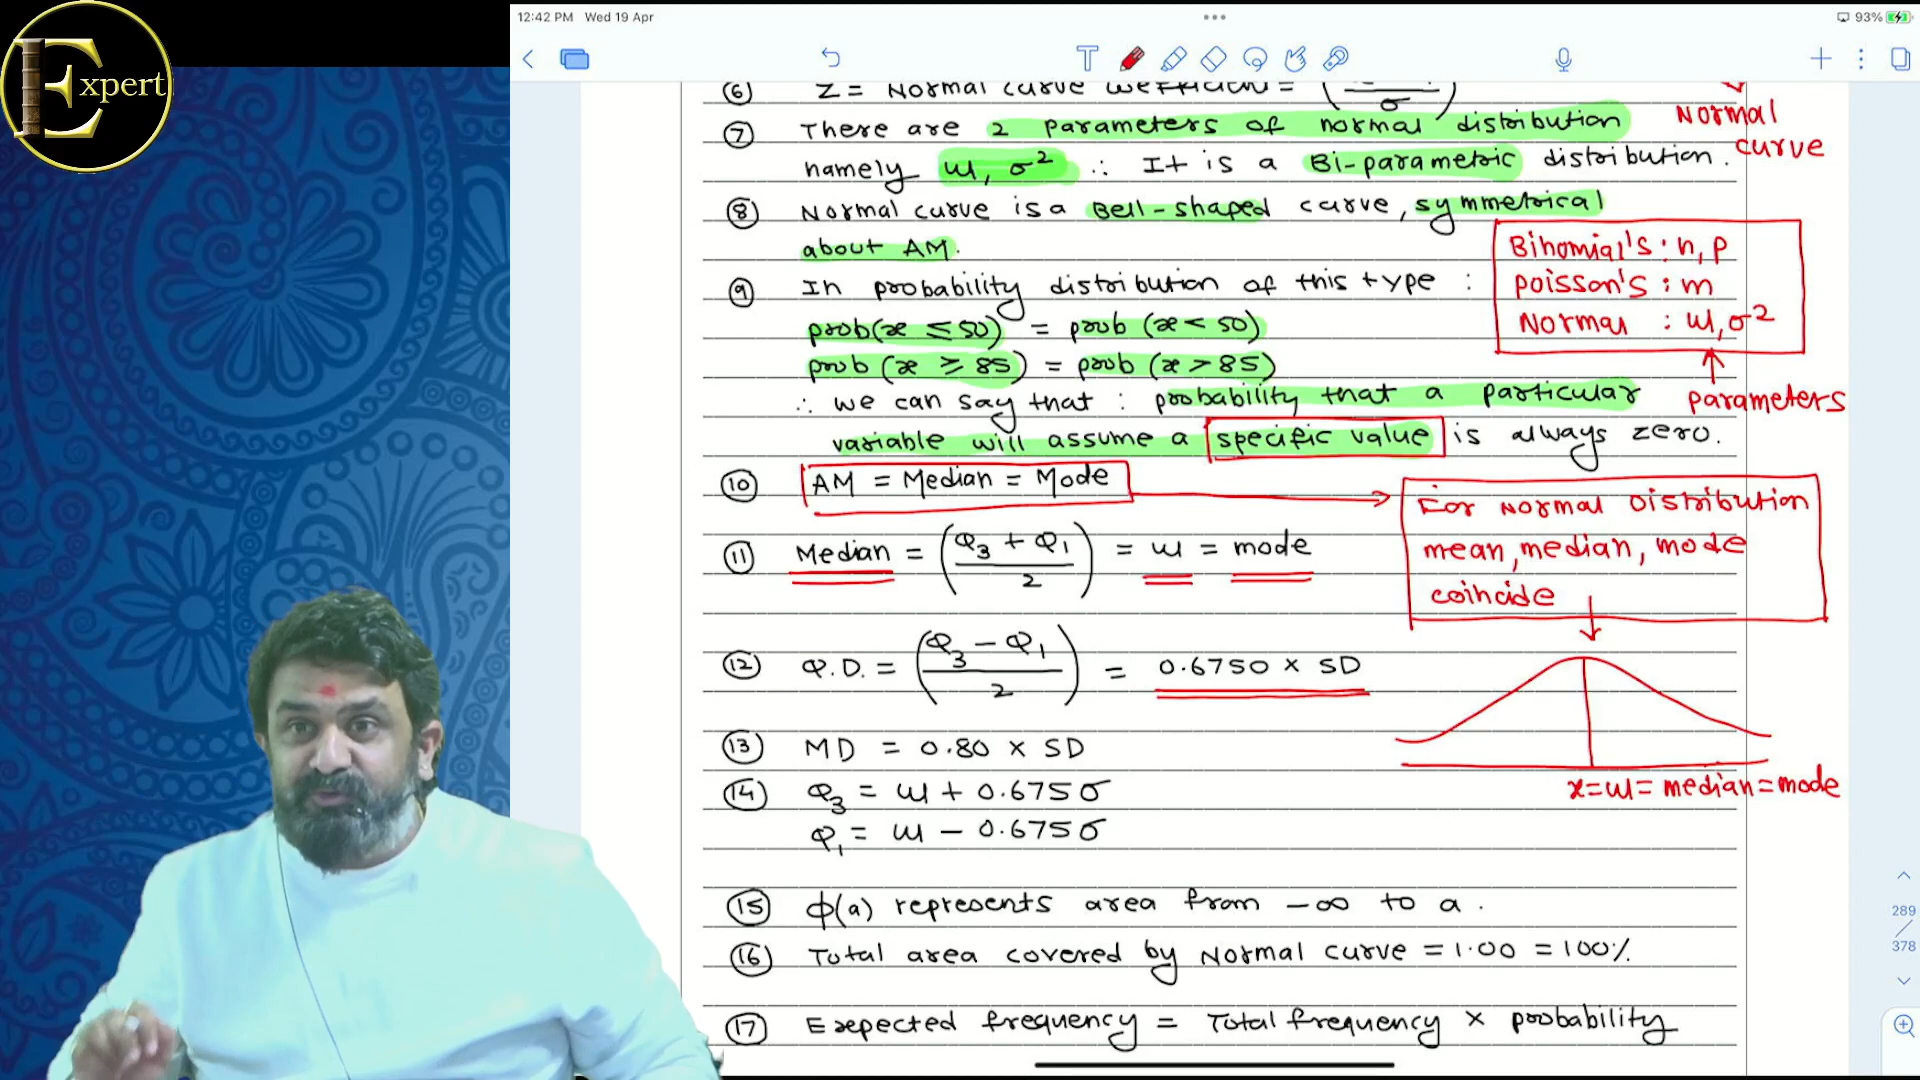 Expert
12:42 PM Wed 19 Apr
93%
6 Z = Normal curve coefficient = ( σ )
Normal
curve
7 There are 2 parameters of normal distribution
namely μ, σ² ∴ It is a Bi-parametric distribution.
8 Normal curve is a Bell-shaped curve, symmetrical
about AM.
Binomial's : n, p
Poisson's : m
Normal : μ, σ²
parameters
9 In probability distribution of this type :
prob (x ≤ 50) = prob (x < 50)
prob (x ≥ 85) = prob (x > 85)
∴ we can say that : probability that a particular
variable will assume a specific value is always zero.
10 AM = Median = Mode
For Normal Distribution
mean, median, mode
coincide
11 Median = (Q₃ + Q₁ / 2) = μ = mode
12 Q.D. = (Q₃ − Q₁ / 2) = 0.6750 × SD
13 MD = 0.80 × SD
x = μ = median = mode
14 Q₃ = μ + 0.675σ
Q₁ = μ − 0.675σ
15 φ(a) represents area from −∞ to a.
16 Total area covered by Normal curve = 1.00 = 100%.
17 Expected frequency = Total frequency × probability
289
378